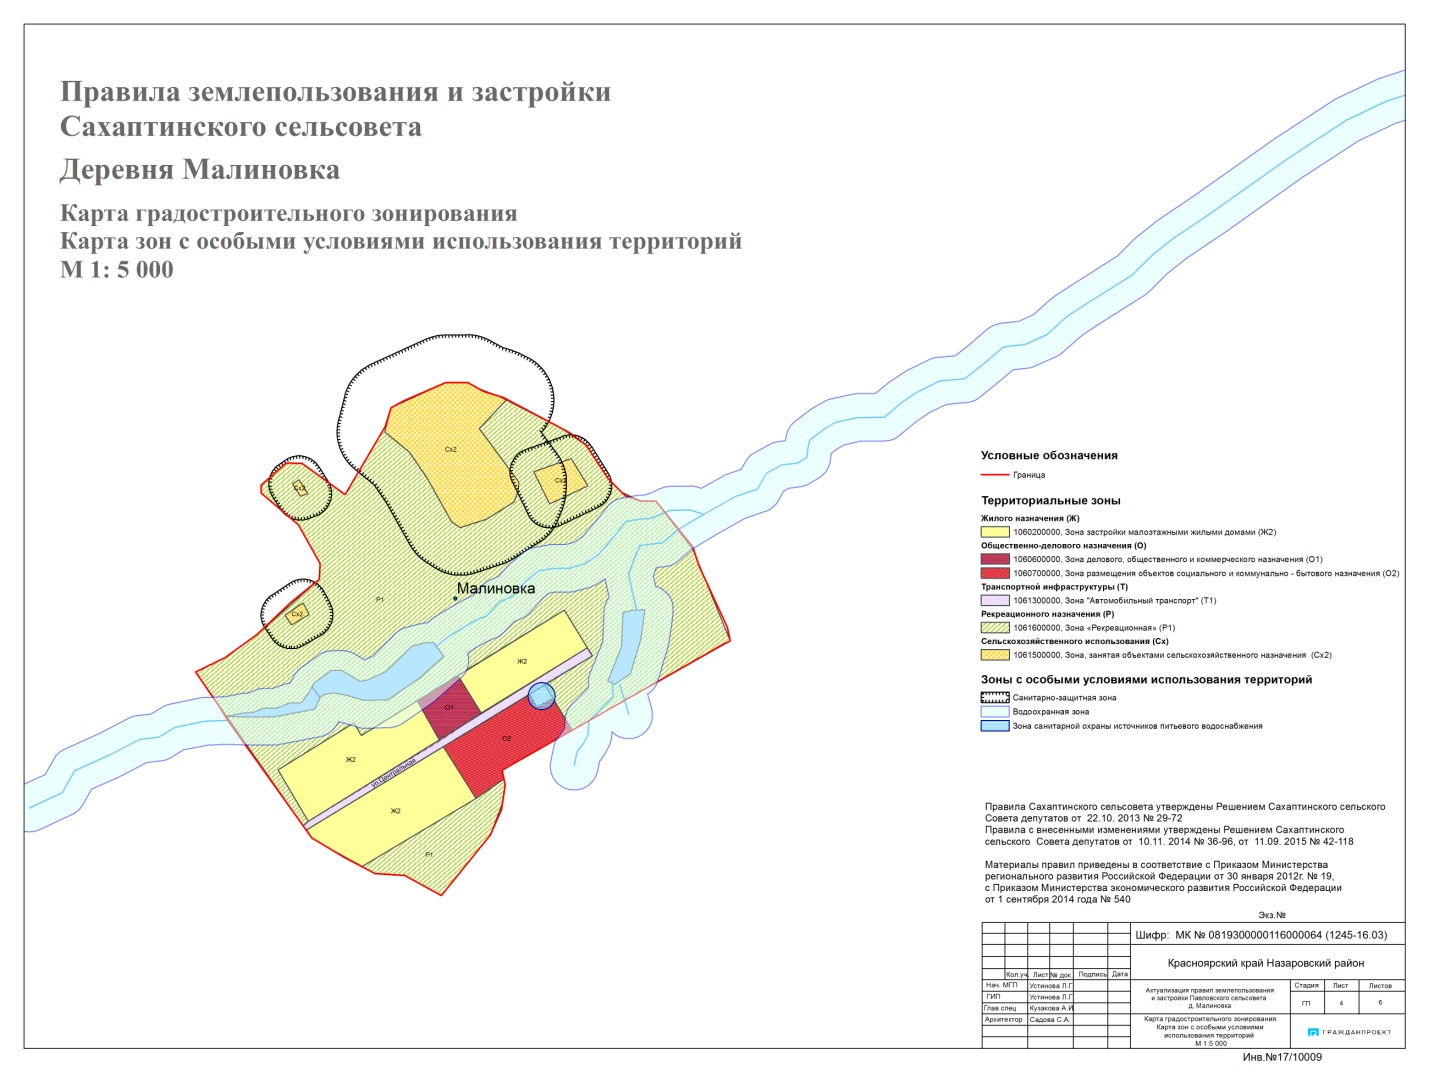 Правила землепользования и застройки
Сахаптинского сельсовета
Деревня Малиновка
Карта градостроительного зонирования
Карта зон с особыми условиями использования территорий
М 1: 5 000
Сх2
Сх2
Сх2
Сх2
Р1
Малиновка
Ж2
О1
О2
Ж2
ул.Центральная
Ж2
Р1
Условные обозначения
Граница
Территориальные зоны
Жилого назначения (Ж)
1060200000, Зона застройки малоэтажными жилыми домами (Ж2)
Общественно-делового назначения (О)
1060600000, Зона делового, общественного и коммерческого назначения (О1)
1060700000, Зона размещения объектов социального и коммунально - бытового назначения (О2)
Транспортной инфраструктуры (Т)
1061300000, Зона "Автомобильный транспорт" (Т1)
Рекреационного назначения (Р)
1061600000, Зона «Рекреационная» (Р1)
Сельскохозяйственного использования (Сх)
1061500000, Зона, занятая объектами сельскохозяйственного назначения (Сх2)
Зоны с особыми условиями использования территорий
Санитарно-защитная зона
Водоохранная зона
Зона санитарной охраны источников питьевого водоснабжения
Правила Сахаптинского сельсовета утверждены Решением Сахаптинского сельского
Совета депутатов от 22.10. 2013 № 29-72
Правила с внесенными изменениями утверждены Решением Сахаптинского
сельского Совета депутатов от 10.11. 2014 № 36-96, от 11.09. 2015 № 42-118
Материалы правил приведены в соответствие с Приказом Министерства
регионального развития Российской Федерации от 30 января 2012г. № 19,
с Приказом Министерства экономического развития Российской Федерации
от 1 сентября 2014 года № 540
Экз.№
Шифр: МК № 0819300000116000064 (1245-16.03)
Красноярский край Назаровский район
Кол.уч. Лист № док. Подпись Дата
Нач. МГП Устинова Л.Г
ГИП Устинова Л.Г
Глав.спец Кузакова А.И
Архитектор Садова С.А.
Актуализация правил землепользования
и застройки Павловского сельсовета
д. Малиновка
Стадия Лист Листов
ГП 4 6
Карта градостроительного зонирования.
Карта зон с особыми условиями
использования территорий
М 1:5 000
ГРАЖДАНПРОЕКТ
Инв.№17/10009